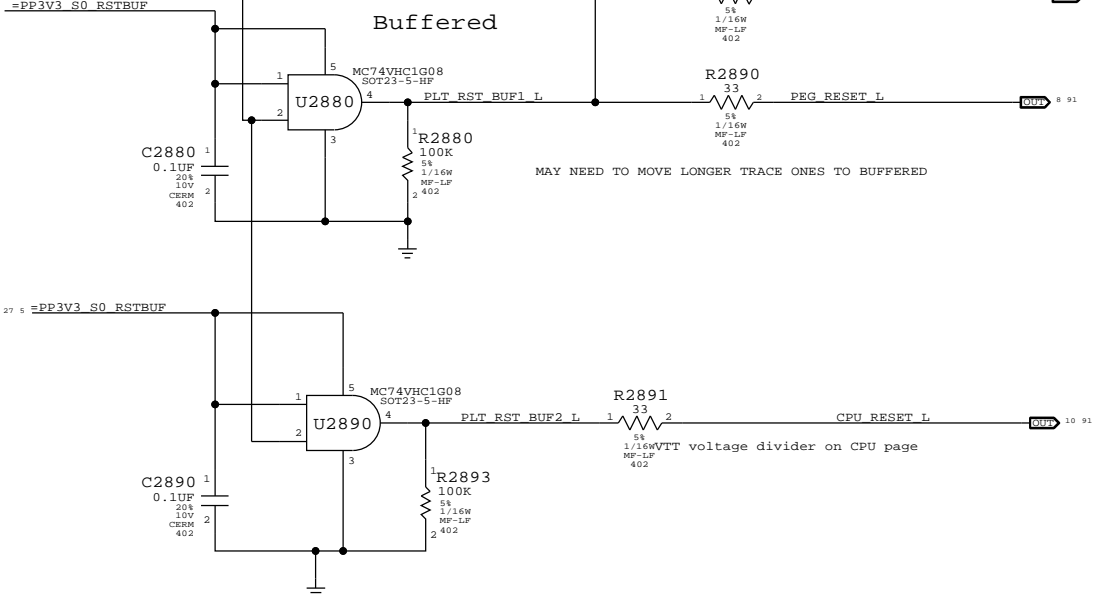 =PP3V3_S0_RSTBUF
Buffered
5%
1/16W
MF-LF
402
OUT
5
MC74VHC1G08
SOT23-5-HF
1
U2880
4
PLT_RST_BUF1_L
2
3
R2890
33
1
2
PEG_RESET_L
OUT
8 91
5%
1/16W
MF-LF
402
1
R2880
100K
5%
1/16W
MF-LF
402
2
C2880
1
0.1UF
20%
10V
CERM
402
2
MAY NEED TO MOVE LONGER TRACE ONES TO BUFFERED
27 5
=PP3V3_S0_RSTBUF
5
MC74VHC1G08
SOT23-5-HF
1
U2890
4
PLT_RST_BUF2_L
2
3
R2891
33
1
2
CPU_RESET_L
OUT
10 91
5%
1/16W
MF-LF
402
VTT voltage divider on CPU page
1
R2893
100K
5%
1/16W
MF-LF
402
2
C2890
1
0.1UF
20%
10V
CERM
402
2